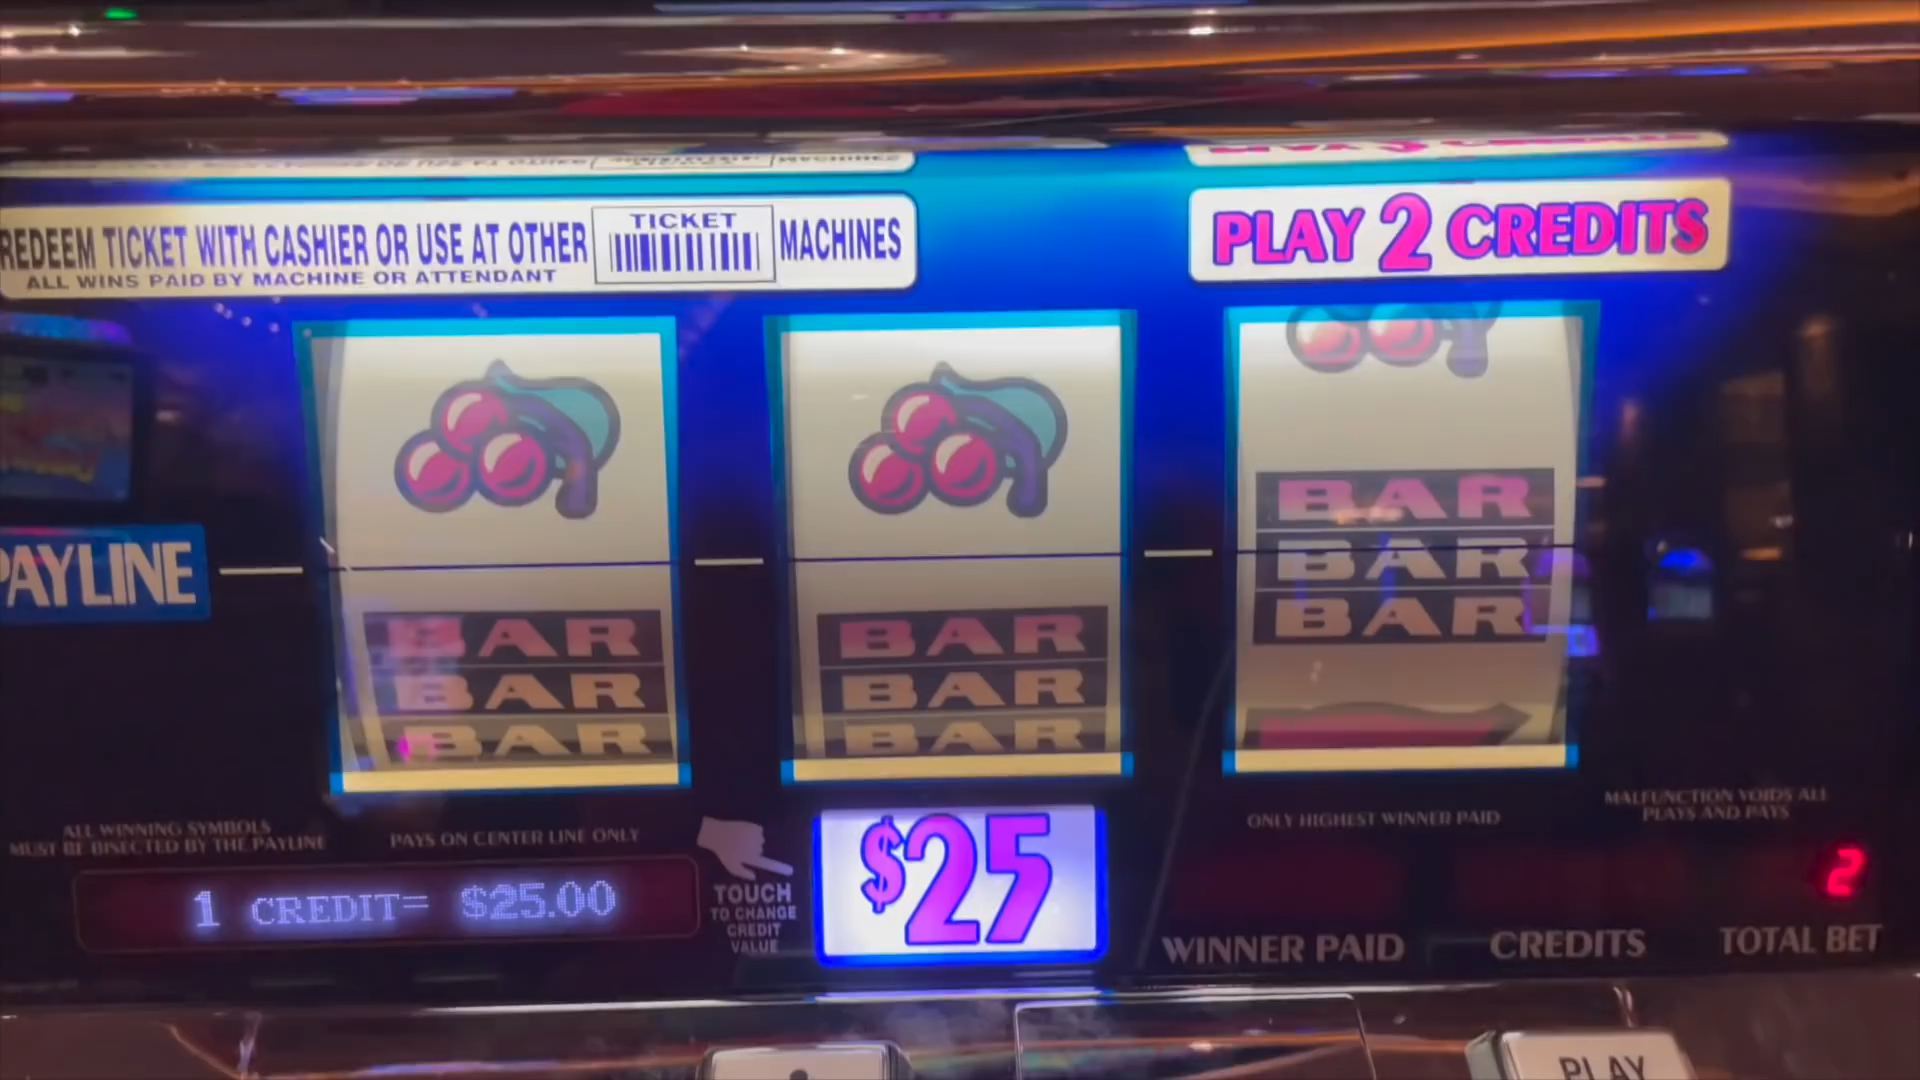 REDEEM TICKET WITH CASHIER OR USE AT OTHER TICKET MACHINES
ALL WINS PAID BY MACHINE OR ATTENDANT
PLAY 2 CREDITS
PAYLINE
BAR
BAR
BAR
BAR
BAR
BAR
BAR
BAR
BAR
ALL WINNING SYMBOLS
MUST BE BISECTED BY THE PAYLINE
PAYS ON CENTER LINE ONLY
1 CREDIT= $25.00
TOUCH
TO CHANGE
CREDIT
VALUE
$25
ONLY HIGHEST WINNER PAID
MALFUNCTION VOIDS ALL
PLAYS AND PAYS
2
WINNER PAID
CREDITS
TOTAL BET
PLAY